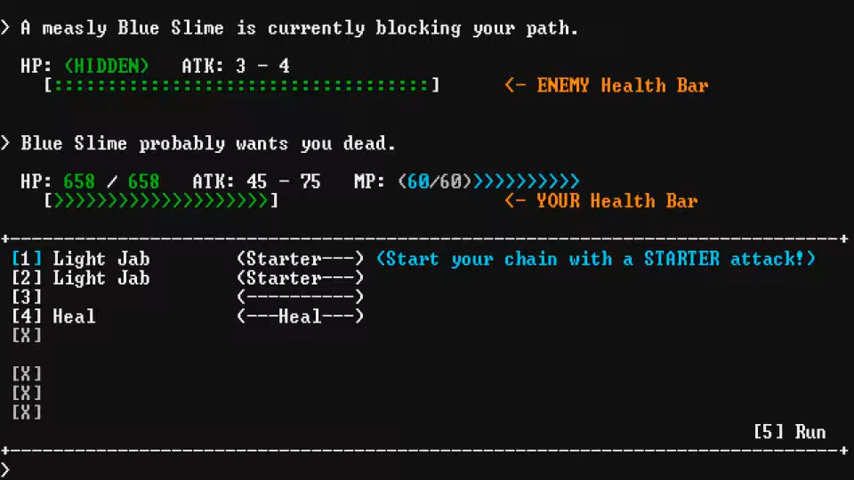 > A measly Blue Slime is currently blocking your path.
HP: (HIDDEN) ATK: 3 - 4
[:::::::::::::::::::::::::::::::::::] <- ENEMY Health Bar
> Blue Slime probably wants you dead.
HP: 658 / 658 ATK: 45 - 75 MP: (60/60)>>>>>>>>>>
[>>>>>>>>>>>>>>>>>>>>] <- YOUR Health Bar
+-----------------------------------------------------------------------------+
[1] Light Jab (Starter---) (Start your chain with a STARTER attack!)
[2] Light Jab (Starter---)
[3] (----------)
[4] Heal (---Heal---)
[X]
[X]
[X]
[X]
[5] Run
+-----------------------------------------------------------------------------+
>